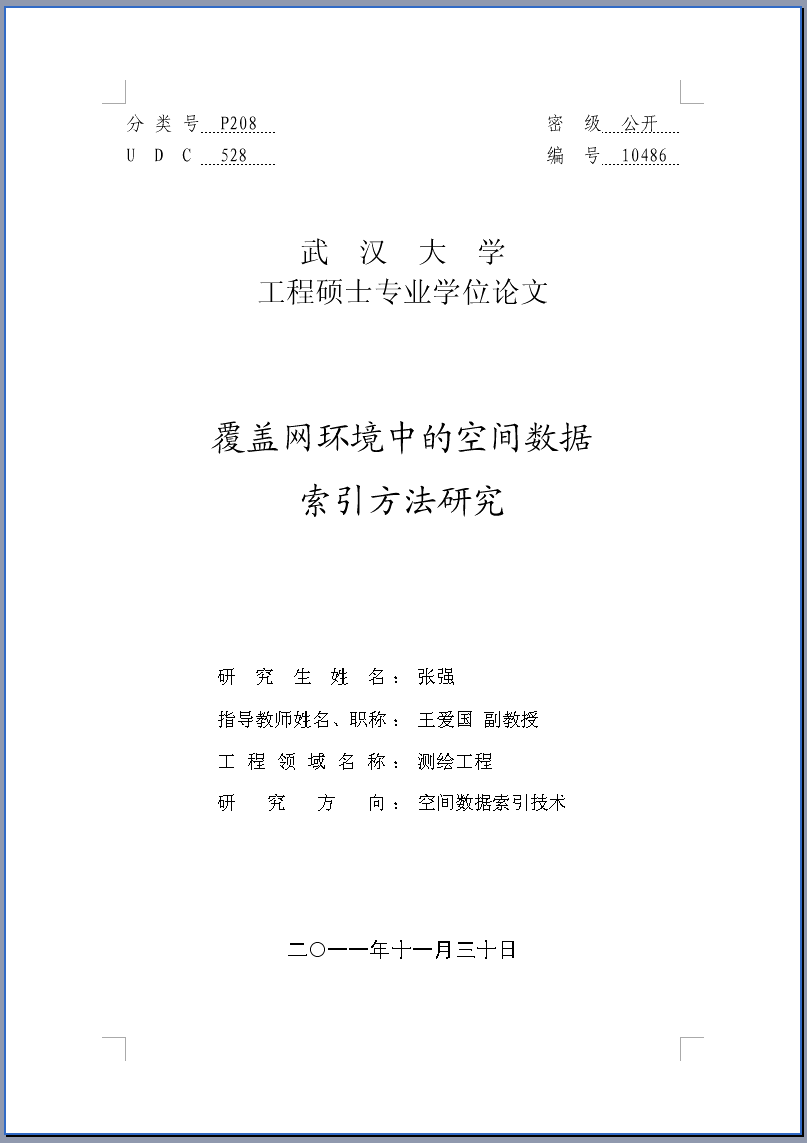 分 类 号 P208 密 级 公开
U D C 528 编 号 10486
武 汉 大 学
工程硕士专业学位论文
覆盖网环境中的空间数据
索引方法研究
研 究 生 姓 名： 张强
指导教师姓名、职称： 王爱国 副教授
工 程 领 域 名 称： 测绘工程
研 究 方 向： 空间数据索引技术
二〇一一年十一月三十日